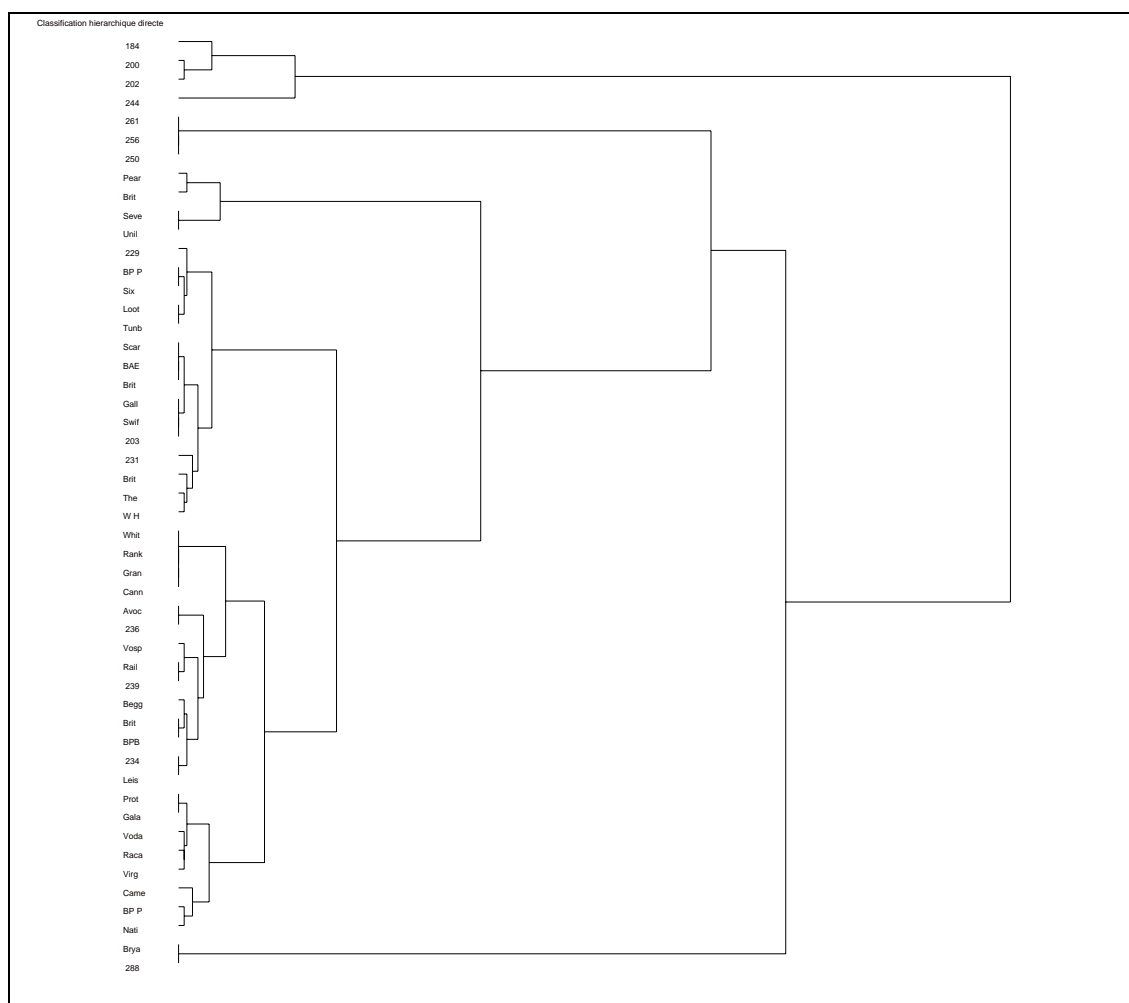 Classification hierarchique directe
184
200
202
244
261
256
250
Pear
Brit
Seve
Unil
229
BP P
Six
Loot
Tunb
Scar
BAE
Brit
Gall
Swif
203
231
Brit
The
W H
Whit
Rank
Gran
Cann
Avoc
236
Vosp
Rail
239
Begg
Brit
BPB
234
Leis
Prot
Gala
Voda
Raca
Virg
Came
BP P
Nati
Brya
288